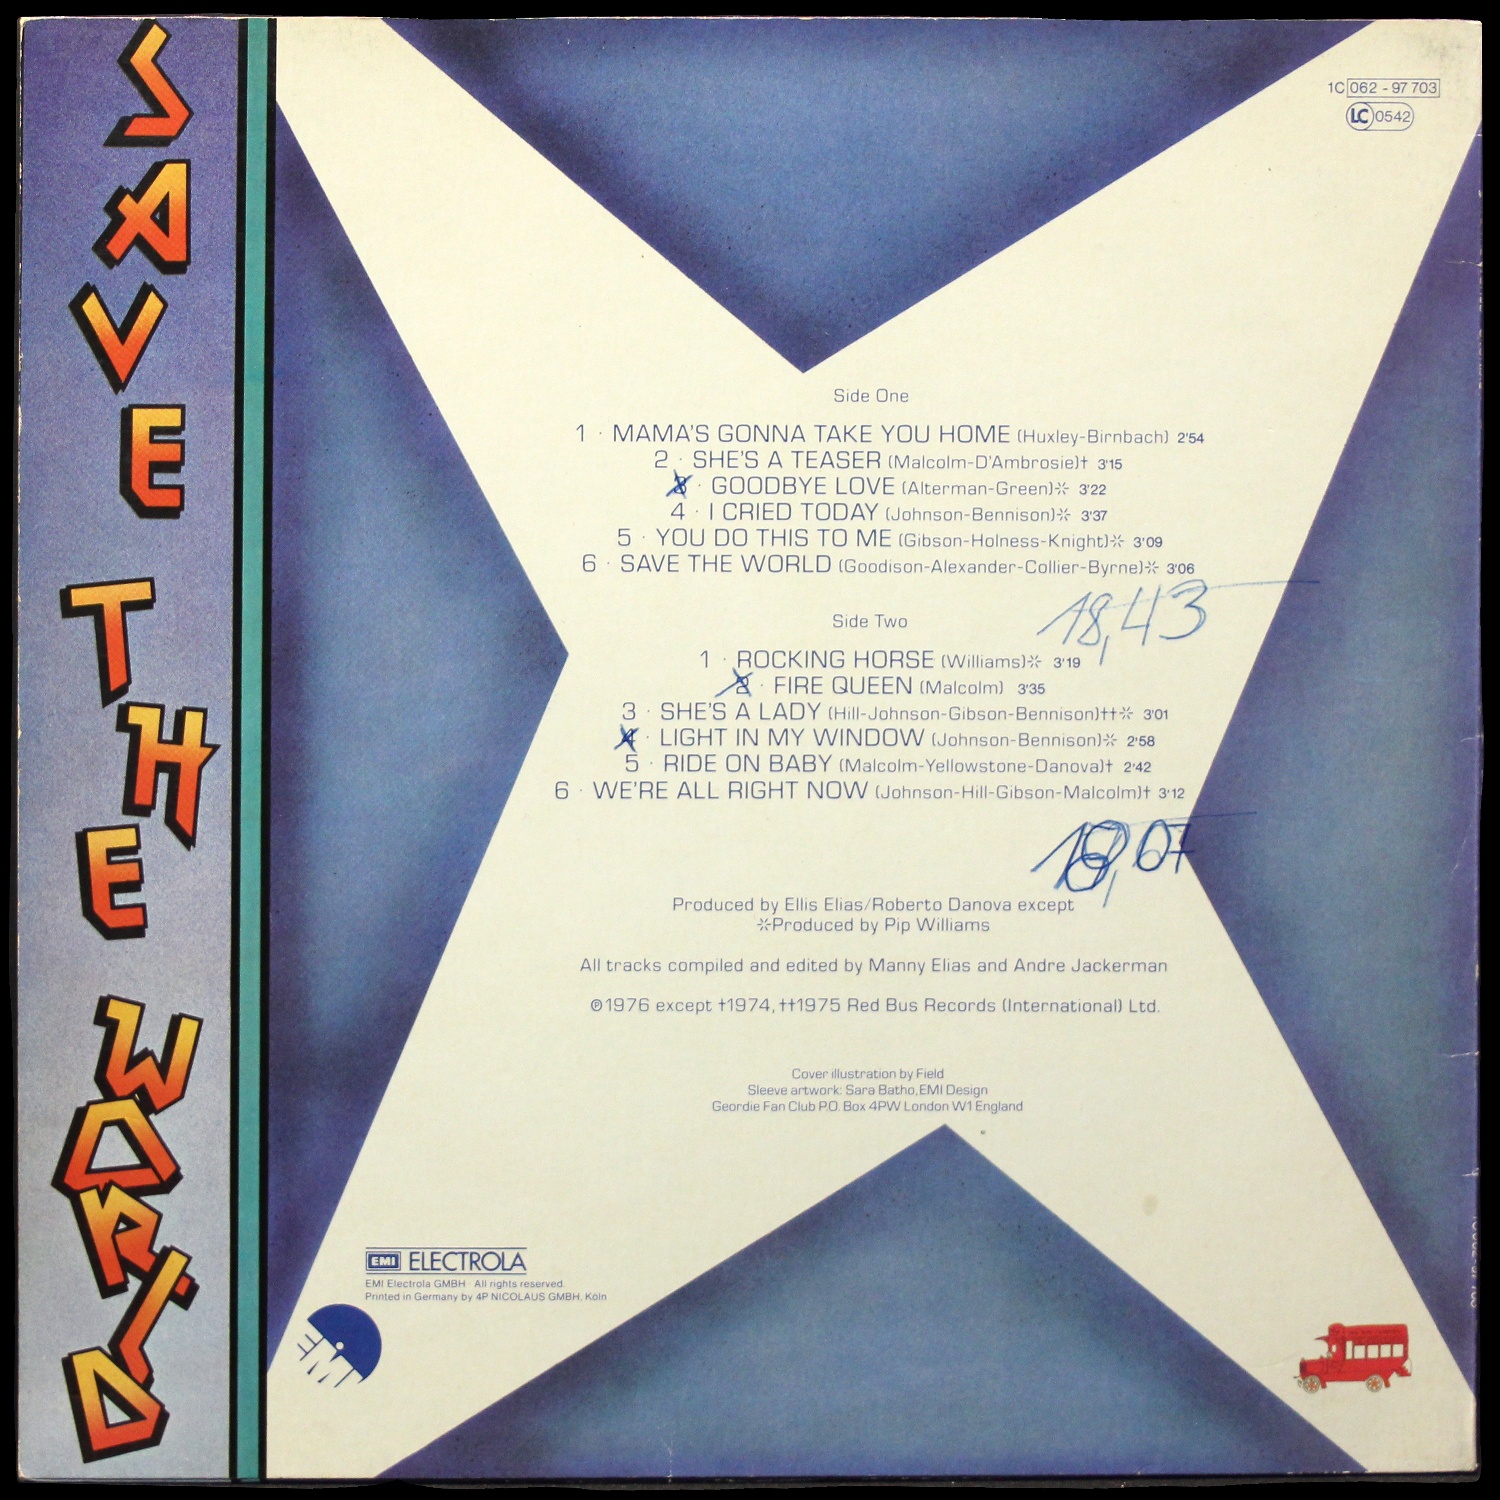 SAVE THE WORLD
1C 062 - 97 703
LC 0542
Side One
1 · MAMA'S GONNA TAKE YOU HOME (Huxley-Birnbach) 2'54
2 · SHE'S A TEASER (Malcolm-D'Ambrosie)† 3'15
3 · GOODBYE LOVE (Alterman-Green)❊ 3'22
4 · I CRIED TODAY (Johnson-Bennison)❊ 3'37
5 · YOU DO THIS TO ME (Gibson-Holness-Knight)❊ 3'09
6 · SAVE THE WORLD (Goodison-Alexander-Collier-Byrne)❊ 3'06
18,43
Side Two
1 · ROCKING HORSE (Williams)❊ 3'19
2 · FIRE QUEEN (Malcolm) 3'35
3 · SHE'S A LADY (Hill-Johnson-Gibson-Bennison)††❊ 3'01
4 · LIGHT IN MY WINDOW (Johnson-Bennison)❊ 2'58
5 · RIDE ON BABY (Malcolm-Yellowstone-Danova)† 2'42
6 · WE'RE ALL RIGHT NOW (Johnson-Hill-Gibson-Malcolm)† 3'12
18,07
Produced by Ellis Elias/Roberto Danova except
❊Produced by Pip Williams
All tracks compiled and edited by Manny Elias and Andre Jackerman
℗1976 except †1974, ††1975 Red Bus Records (International) Ltd.
Cover illustration by Field
Sleeve artwork: Sara Batho, EMI Design
Geordie Fan Club P.O. Box 4PW London W1 England
EMI ELECTROLA
EMI Electrola GMBH · All rights reserved.
Printed in Germany by 4P NICOLAUS GMBH, Köln
EMI